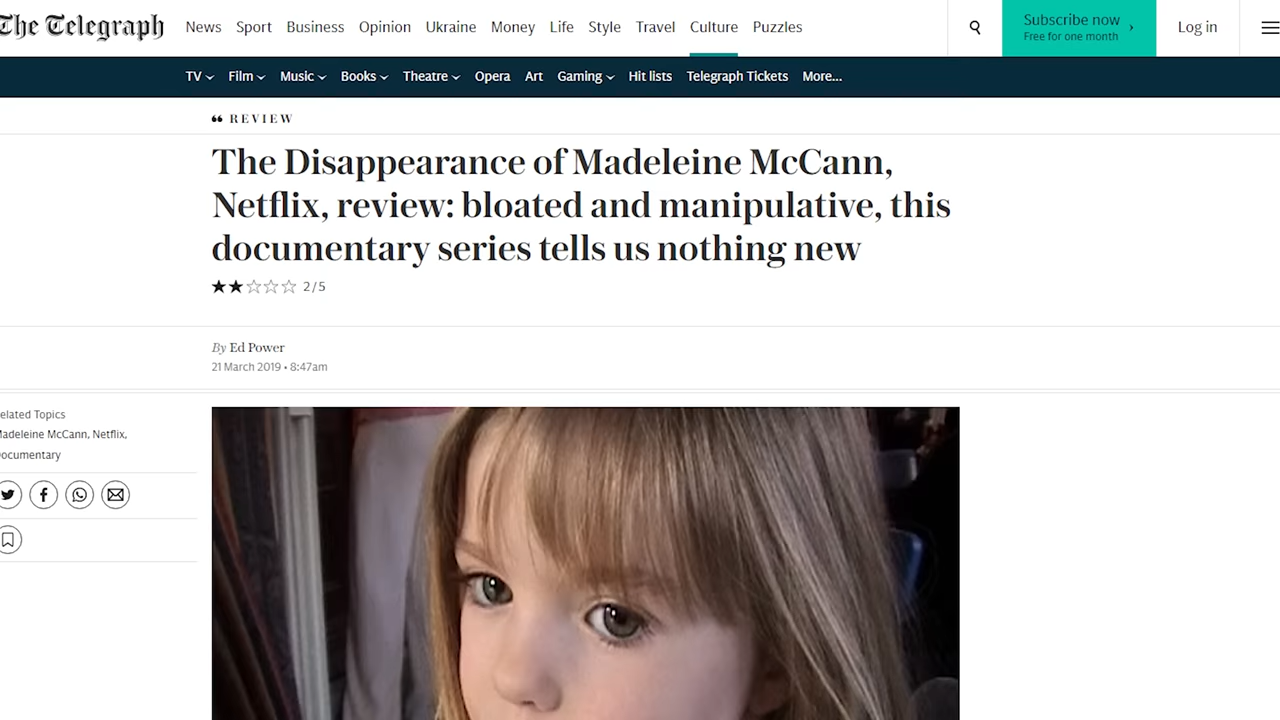 The Telegraph
News Sport Business Opinion Ukraine Money Life Style Travel Culture Puzzles
Subscribe now
Free for one month
Log in
TV Film Music Books Theatre Opera Art Gaming Hit lists Telegraph Tickets More...
REVIEW
The Disappearance of Madeleine McCann,
Netflix, review: bloated and manipulative, this
documentary series tells us nothing new
2/5
By Ed Power
21 March 2019 • 8:47am
elated Topics
Madeleine McCann, Netflix,
ocumentary